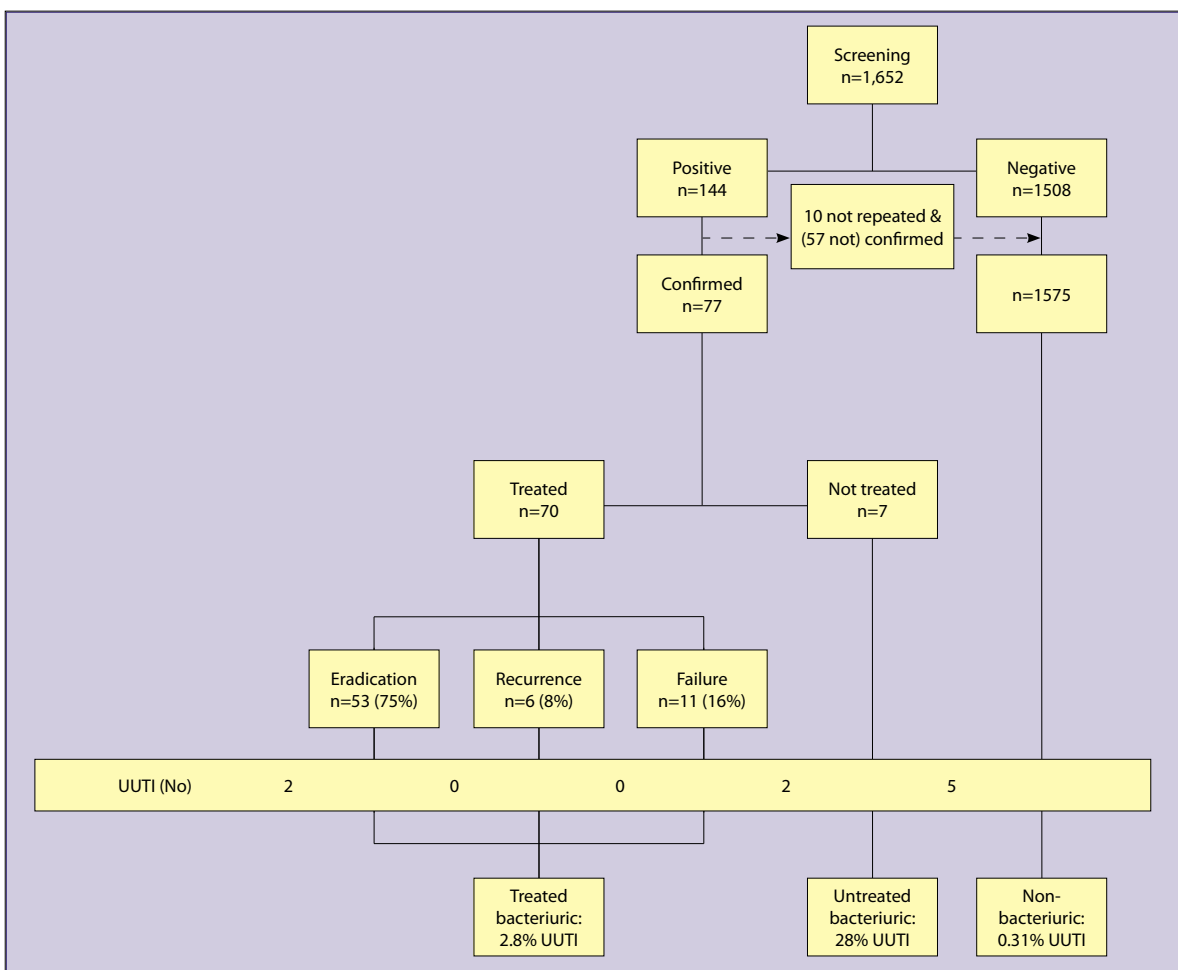 Screening
n=1,652
Positive
n=144
Negative
n=1508
10 not repeated &
(57 not) confirmed
Confirmed
n=77
n=1575
Treated
n=70
Not treated
n=7
Eradication
n=53 (75%)
Recurrence
n=6 (8%)
Failure
n=11 (16%)
UUTI (No) 2 0 0 2 5
Treated
bacteriuric:
2.8% UUTI
Untreated
bacteriuric:
28% UUTI
Non-
bacteriuric:
0.31% UUTI